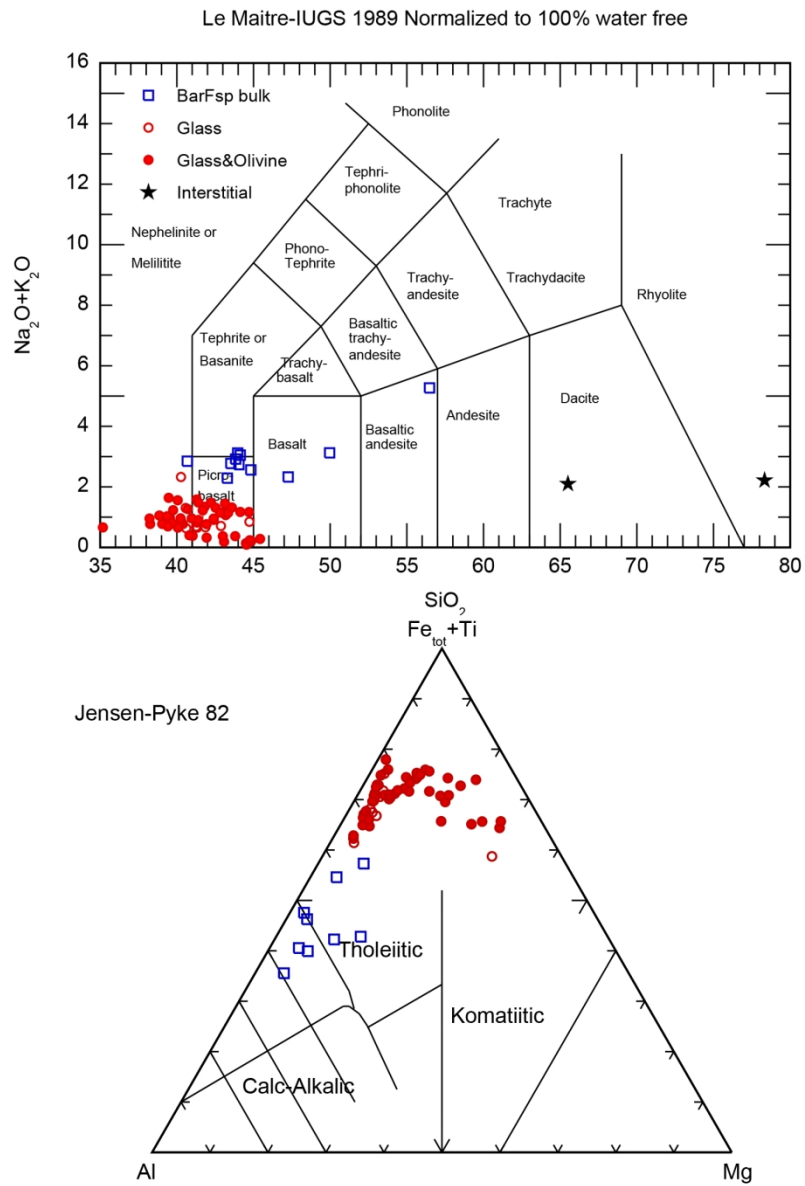 Le Maitre-IUGS 1989 Normalized to 100% water free
16
14
12
10
8
6
4
2
0
Na₂O+K₂O
BarFsp bulk
Glass
Glass&Olivine
Interstitial
Phonolite
Tephri-
phonolite
Trachyte
Nephelinite or
Melilitite
Phono-
Tephrite
Trachy-
andesite
Trachydacite
Rhyolite
Tephrite or
Basanite
Basaltic
trachy-
andesite
Trachy-
basalt
Dacite
Basalt
Basaltic
andesite
Andesite
Picro-
basalt
35 40 45 50 55 60 65 70 75 80
SiO₂
Fe_tot+Ti
Jensen-Pyke 82
Tholeiitic
Komatiitic
Calc-Alkalic
Al
Mg